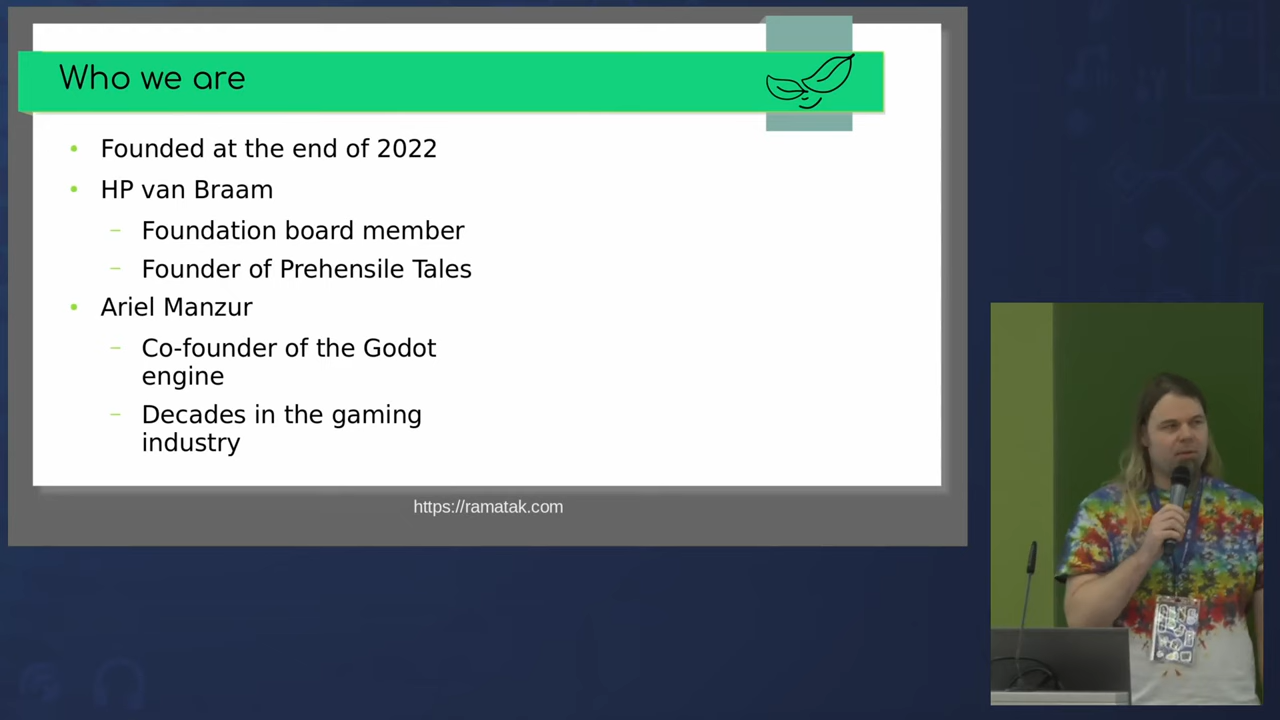 Who we are
Founded at the end of 2022
HP van Braam
Foundation board member
Founder of Prehensile Tales
Ariel Manzur
Co-founder of the Godot
engine
Decades in the gaming
industry
https://ramatak.com